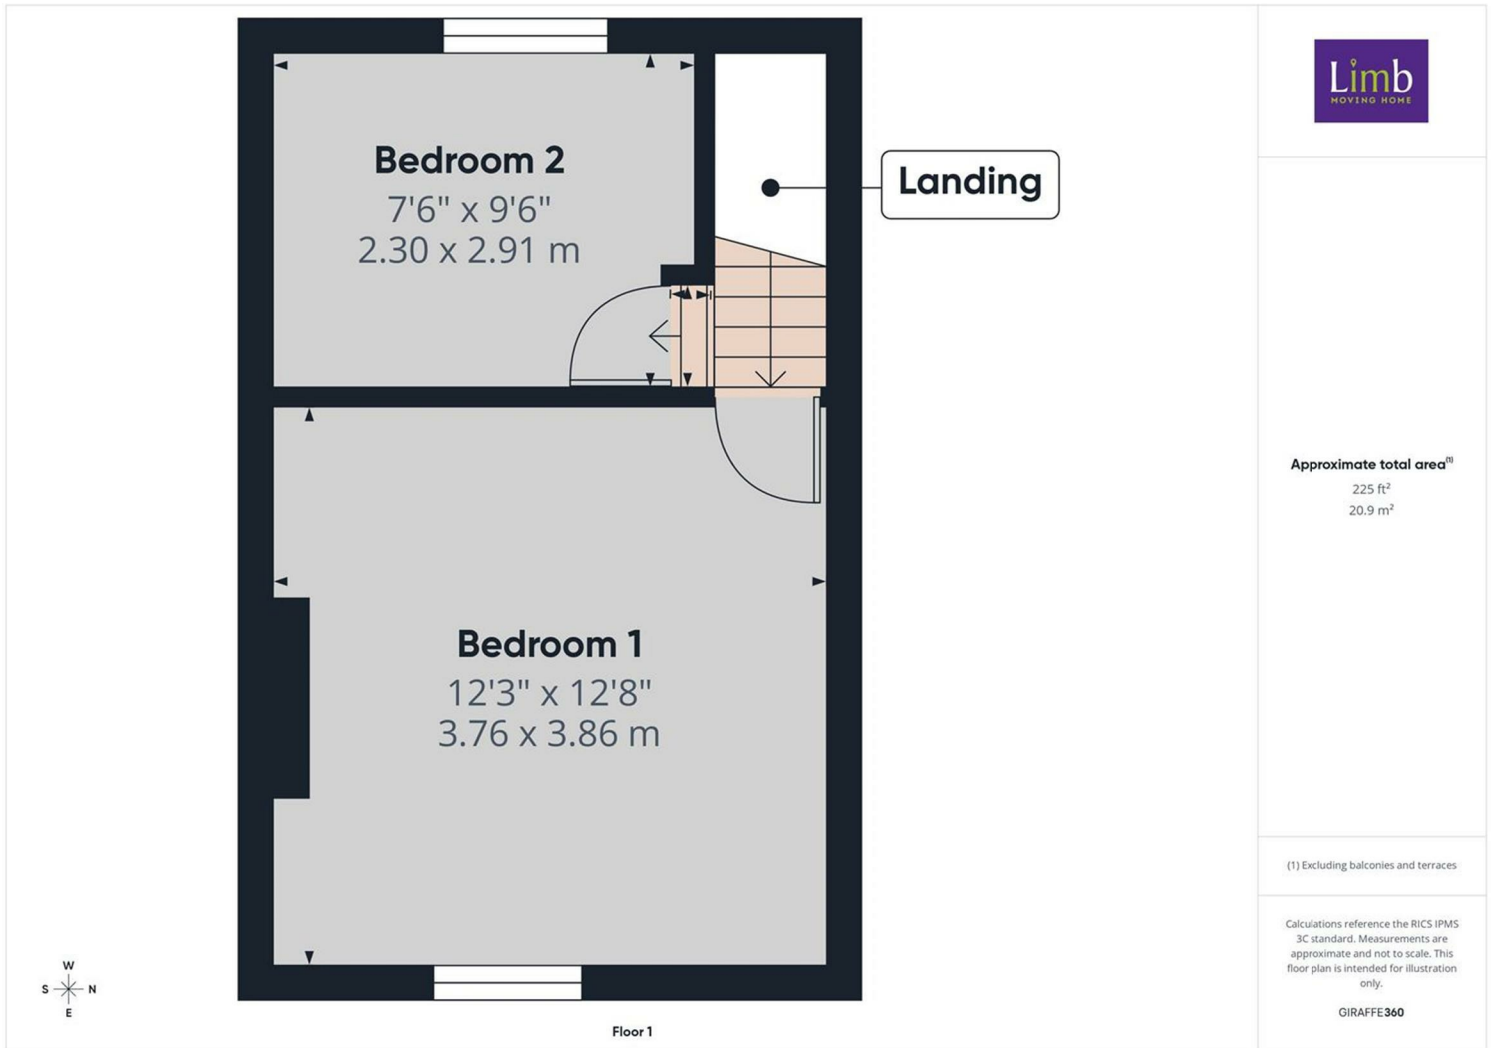 Bedroom 2
7'6" x 9'6"
2.30 x 2.91 m
Landing
Bedroom 1
12'3" x 12'8"
3.76 x 3.86 m
W
S N
E
Floor 1
Limb
MOVING HOME
Approximate total area(1)
225 ft²
20.9 m²
(1) Excluding balconies and terraces
Calculations reference the RICS IPMS
3C standard. Measurements are
approximate and not to scale. This
floor plan is intended for illustration
only.
GIRAFFE360